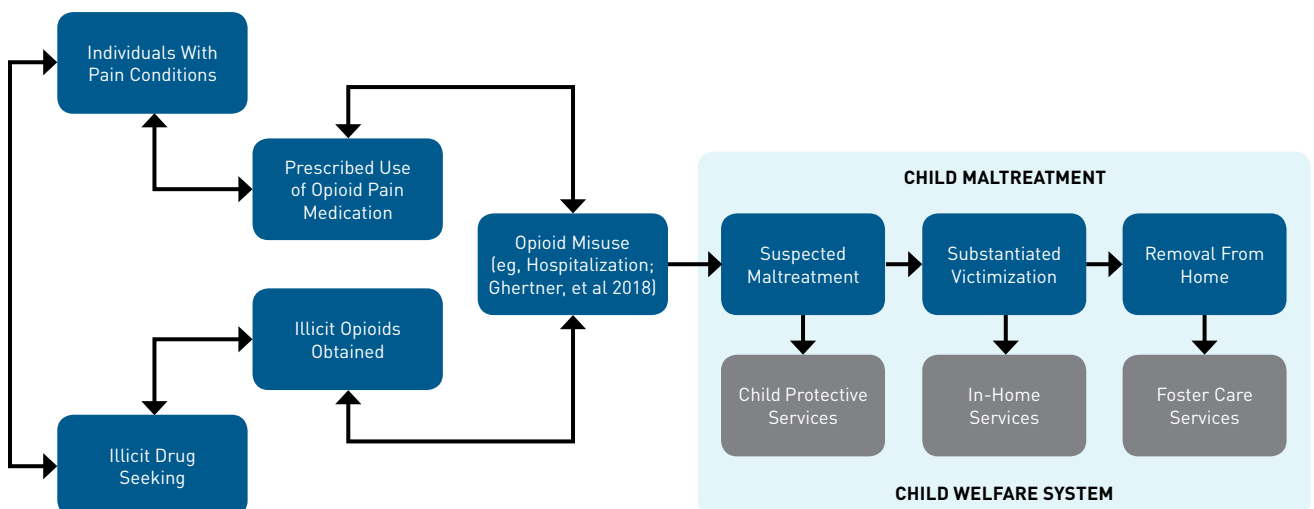 Individuals With
Pain Conditions
Prescribed Use
of Opioid Pain
Medication
Opioid Misuse
(eg, Hospitalization;
Ghertner, et al 2018)
Illicit Opioids
Obtained
Illicit Drug
Seeking
CHILD MALTREATMENT
Suspected
Maltreatment
Substantiated
Victimization
Removal From
Home
Child Protective
Services
In-Home
Services
Foster Care
Services
CHILD WELFARE SYSTEM